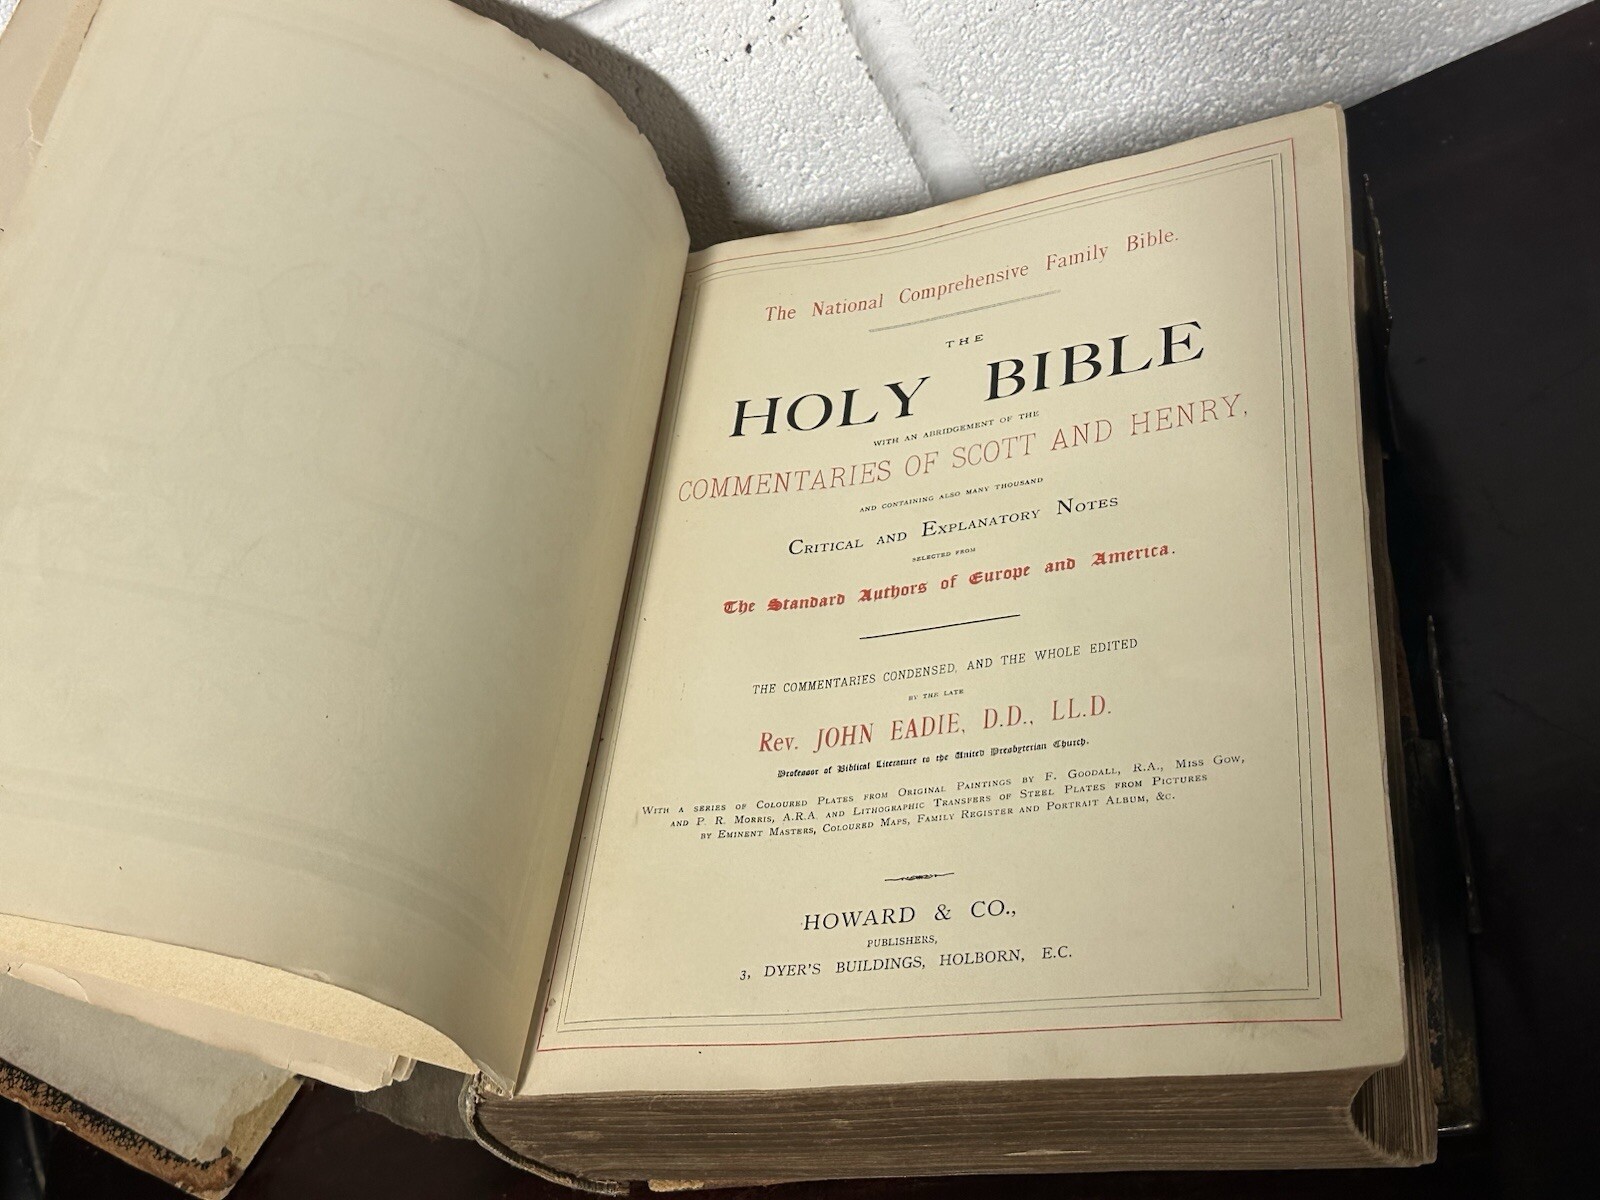 The National Comprehensive Family Bible.
THE
HOLY BIBLE
WITH AN ABRIDGEMENT OF THE
COMMENTARIES OF SCOTT AND HENRY,
AND CONTAINING ALSO MANY THOUSAND
CRITICAL AND EXPLANATORY NOTES
SELECTED FROM
The Standard Authors of Europe and America.
THE COMMENTARIES CONDENSED, AND THE WHOLE EDITED
BY THE LATE
Rev. JOHN EADIE, D.D., LL.D.
Professor of Biblical Literature to the United Presbyterian Church.
WITH A SERIES OF COLOURED PLATES FROM ORIGINAL PAINTINGS BY F. GOODALL, R.A., MISS GOW,
AND P. R. MORRIS, A.R.A. AND LITHOGRAPHIC TRANSFERS OF STEEL PLATES FROM PICTURES
BY EMINENT MASTERS, COLOURED MAPS, FAMILY REGISTER AND PORTRAIT ALBUM, &c.
HOWARD & CO.,
PUBLISHERS,
3, DYER'S BUILDINGS, HOLBORN, E.C.